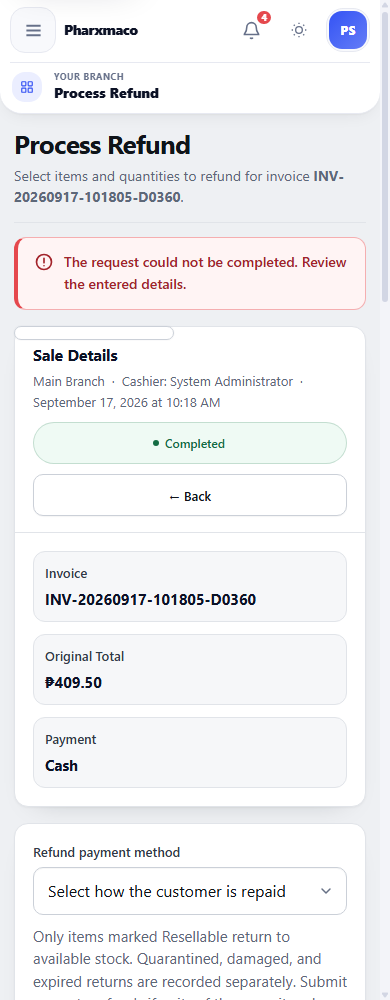 Pharxmaco
4
PS
YOUR BRANCH
Process Refund
Process Refund
Select items and quantities to refund for invoice INV-
20260917-101805-D0360.
The request could not be completed. Review
the entered details.
Sale Details
Main Branch · Cashier: System Administrator ·
September 17, 2026 at 10:18 AM
Completed
← Back
Invoice
INV-20260917-101805-D0360
Original Total
₱409.50
Payment
Cash
Refund payment method
Select how the customer is repaid
Only items marked Resellable return to
available stock. Quarantined, damaged, and
expired returns are recorded separately. Submit